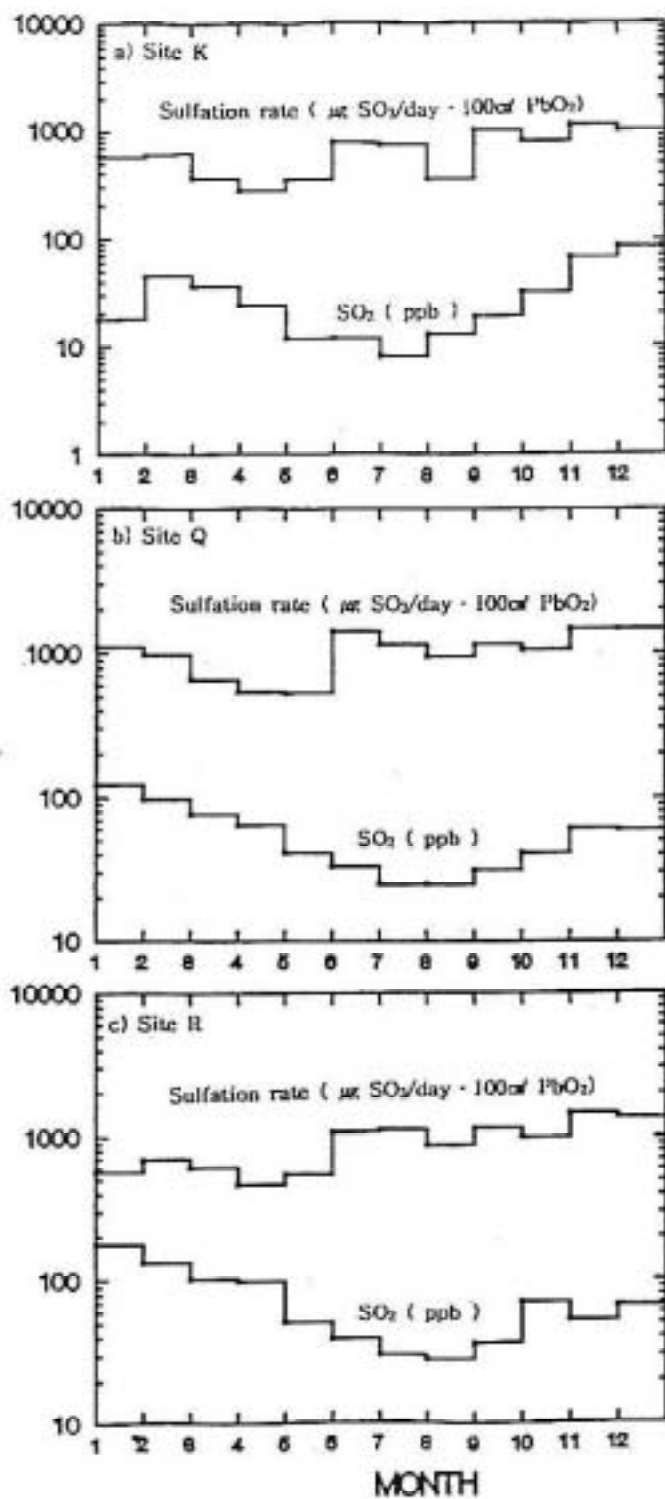 10000
a) Site K
Sulfation rate ( μg SO₃/day · 100㎠ PbO₂)
1000
100
SO₂ ( ppb )
10
1
1 2 3 4 5 6 7 8 9 10 11 12
10000
b) Site Q
Sulfation rate ( μg SO₃/day · 100㎠ PbO₂)
1000
100
SO₂ ( ppb )
10
1 2 3 4 5 6 7 8 9 10 11 12
10000
c) Site R
Sulfation rate ( μg SO₃/day · 100㎠ PbO₂)
1000
100
SO₂ ( ppb )
10
1 2 3 4 5 6 7 8 9 10 11 12
MONTH